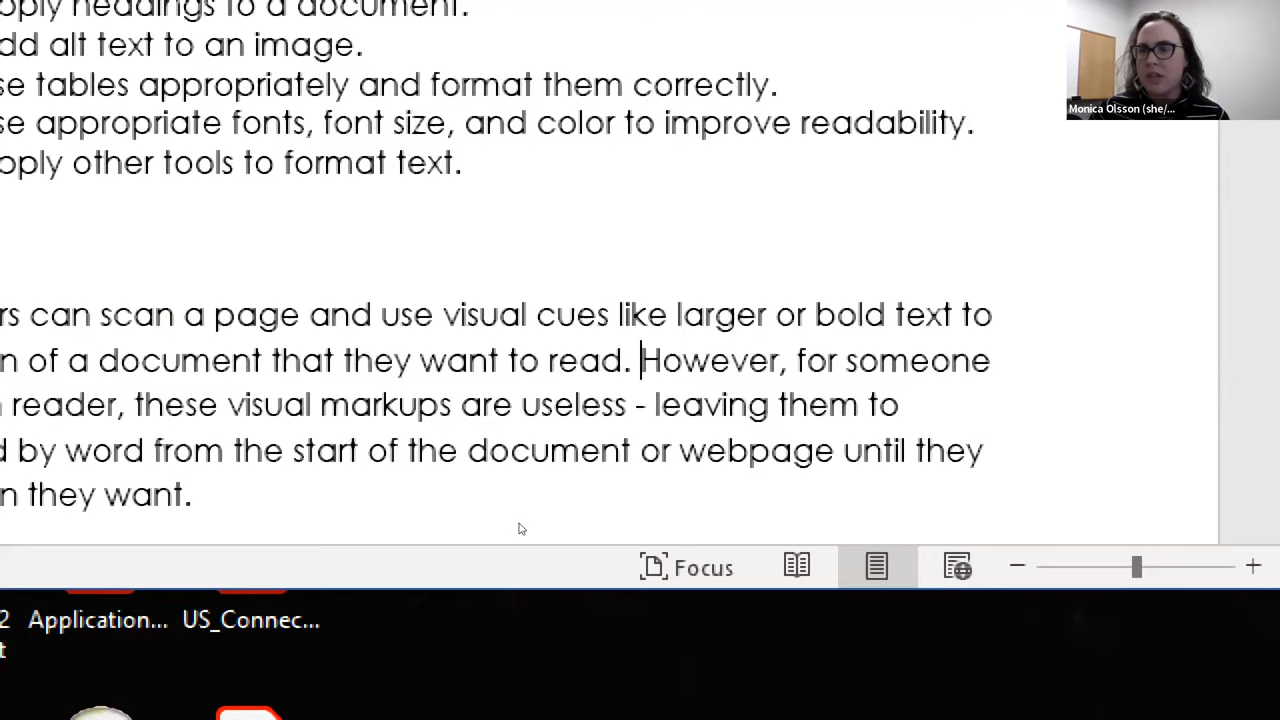 pply headings to a document.
dd alt text to an image.
se tables appropriately and format them correctly.
se appropriate fonts, font size, and color to improve readability.
pply other tools to format text.
Monica Olsson (she/...
rs can scan a page and use visual cues like larger or bold text to
n of a document that they want to read. However, for someone
reader, these visual markups are useless - leaving them to
d by word from the start of the document or webpage until they
n they want.
Focus
2 Application... US_Connec...
t